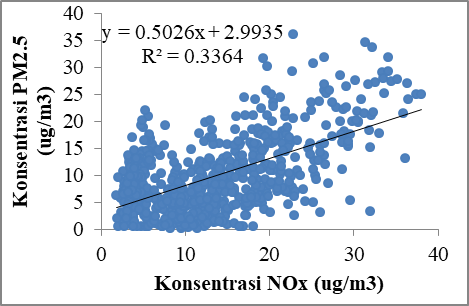 y = 0.5026x + 2.9935
R² = 0.3364
Konsentrasi PM2.5
(ug/m3)
40
35
30
25
20
15
10
5
0
0
10
20
30
40
Konsentrasi NOx (ug/m3)